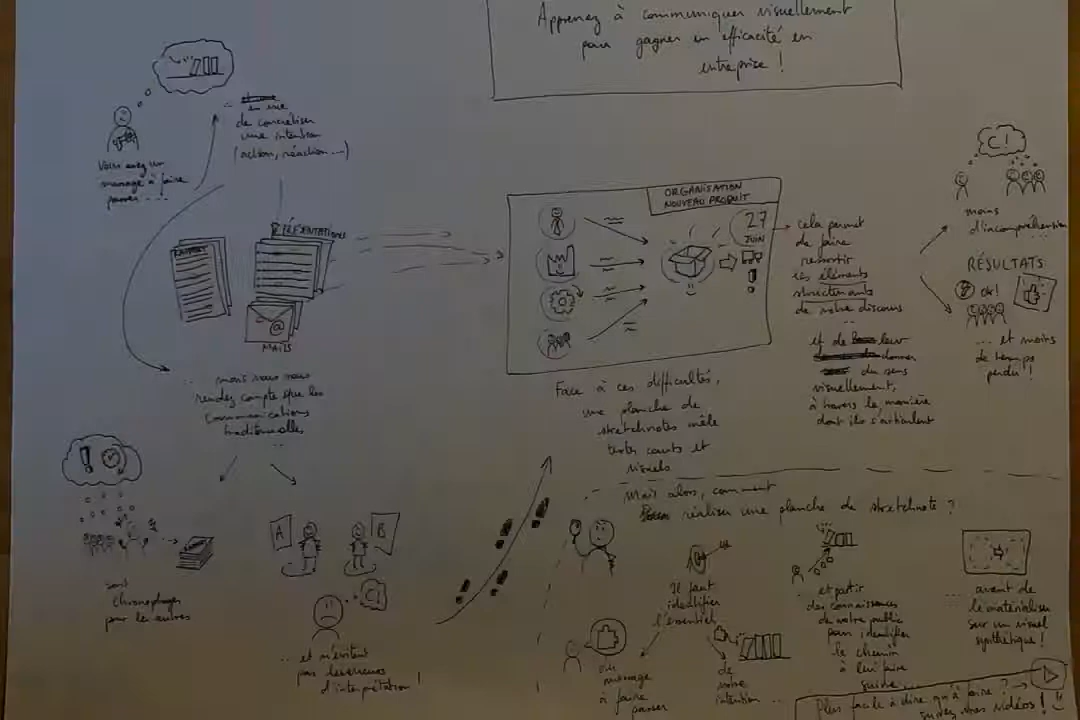 Apprenez à communiquer visuellement
pour gagner en efficacité en
entreprise !
Vous avez un
message à faire
passer ...
... en vue
de concrétiser
une intention
(action, réaction ...)
RAPPORT
PRÉSENTATIONS
@
MAILS
... mais vous vous
rendez compte que les
communications
traditionnelles
...
!
sont
chronophages
pour les autres
A
B
... et n'évitent
pas les erreurs
d'interprétation !
ORGANISATION
NOUVEAU PRODUIT
27
JUIN
Face à ces difficultés,
une planche de
sketchnotes mêle
textes courts et
visuels
cela permet
de faire
ressortir
les éléments
structurants
de votre discours
...
et de leur
donner
du sens
visuellement,
à travers la manière
dont ils s'articulent
moins
d'incompréhension
...
RÉSULTATS
ok!
... et moins
de temps
perdu !
Mais alors, comment
réaliser une planche de sketchnote ?
Il faut
identifier
l'essentiel
du
message
à faire
passer
de
votre
intention ...
... et partir
des connaissances
de votre public
pour identifier
le chemin
à leur faire
suivre ...
... avant de
le matérialiser
sur un visuel
synthétique !
Plus facile à dire qu'à faire ? →
suivez mes vidéos !